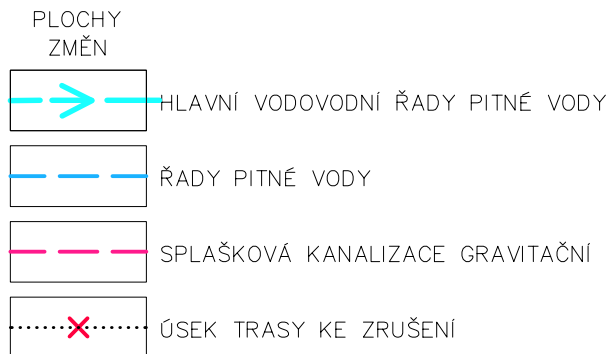 PLOCHY
ZMĚN
HLAVNÍ VODOVODNÍ ŘADY PITNÉ VODY
ŘADY PITNÉ VODY
SPLAŠKOVÁ KANALIZACE GRAVITAČNÍ
ÚSEK TRASY KE ZRUŠENÍ